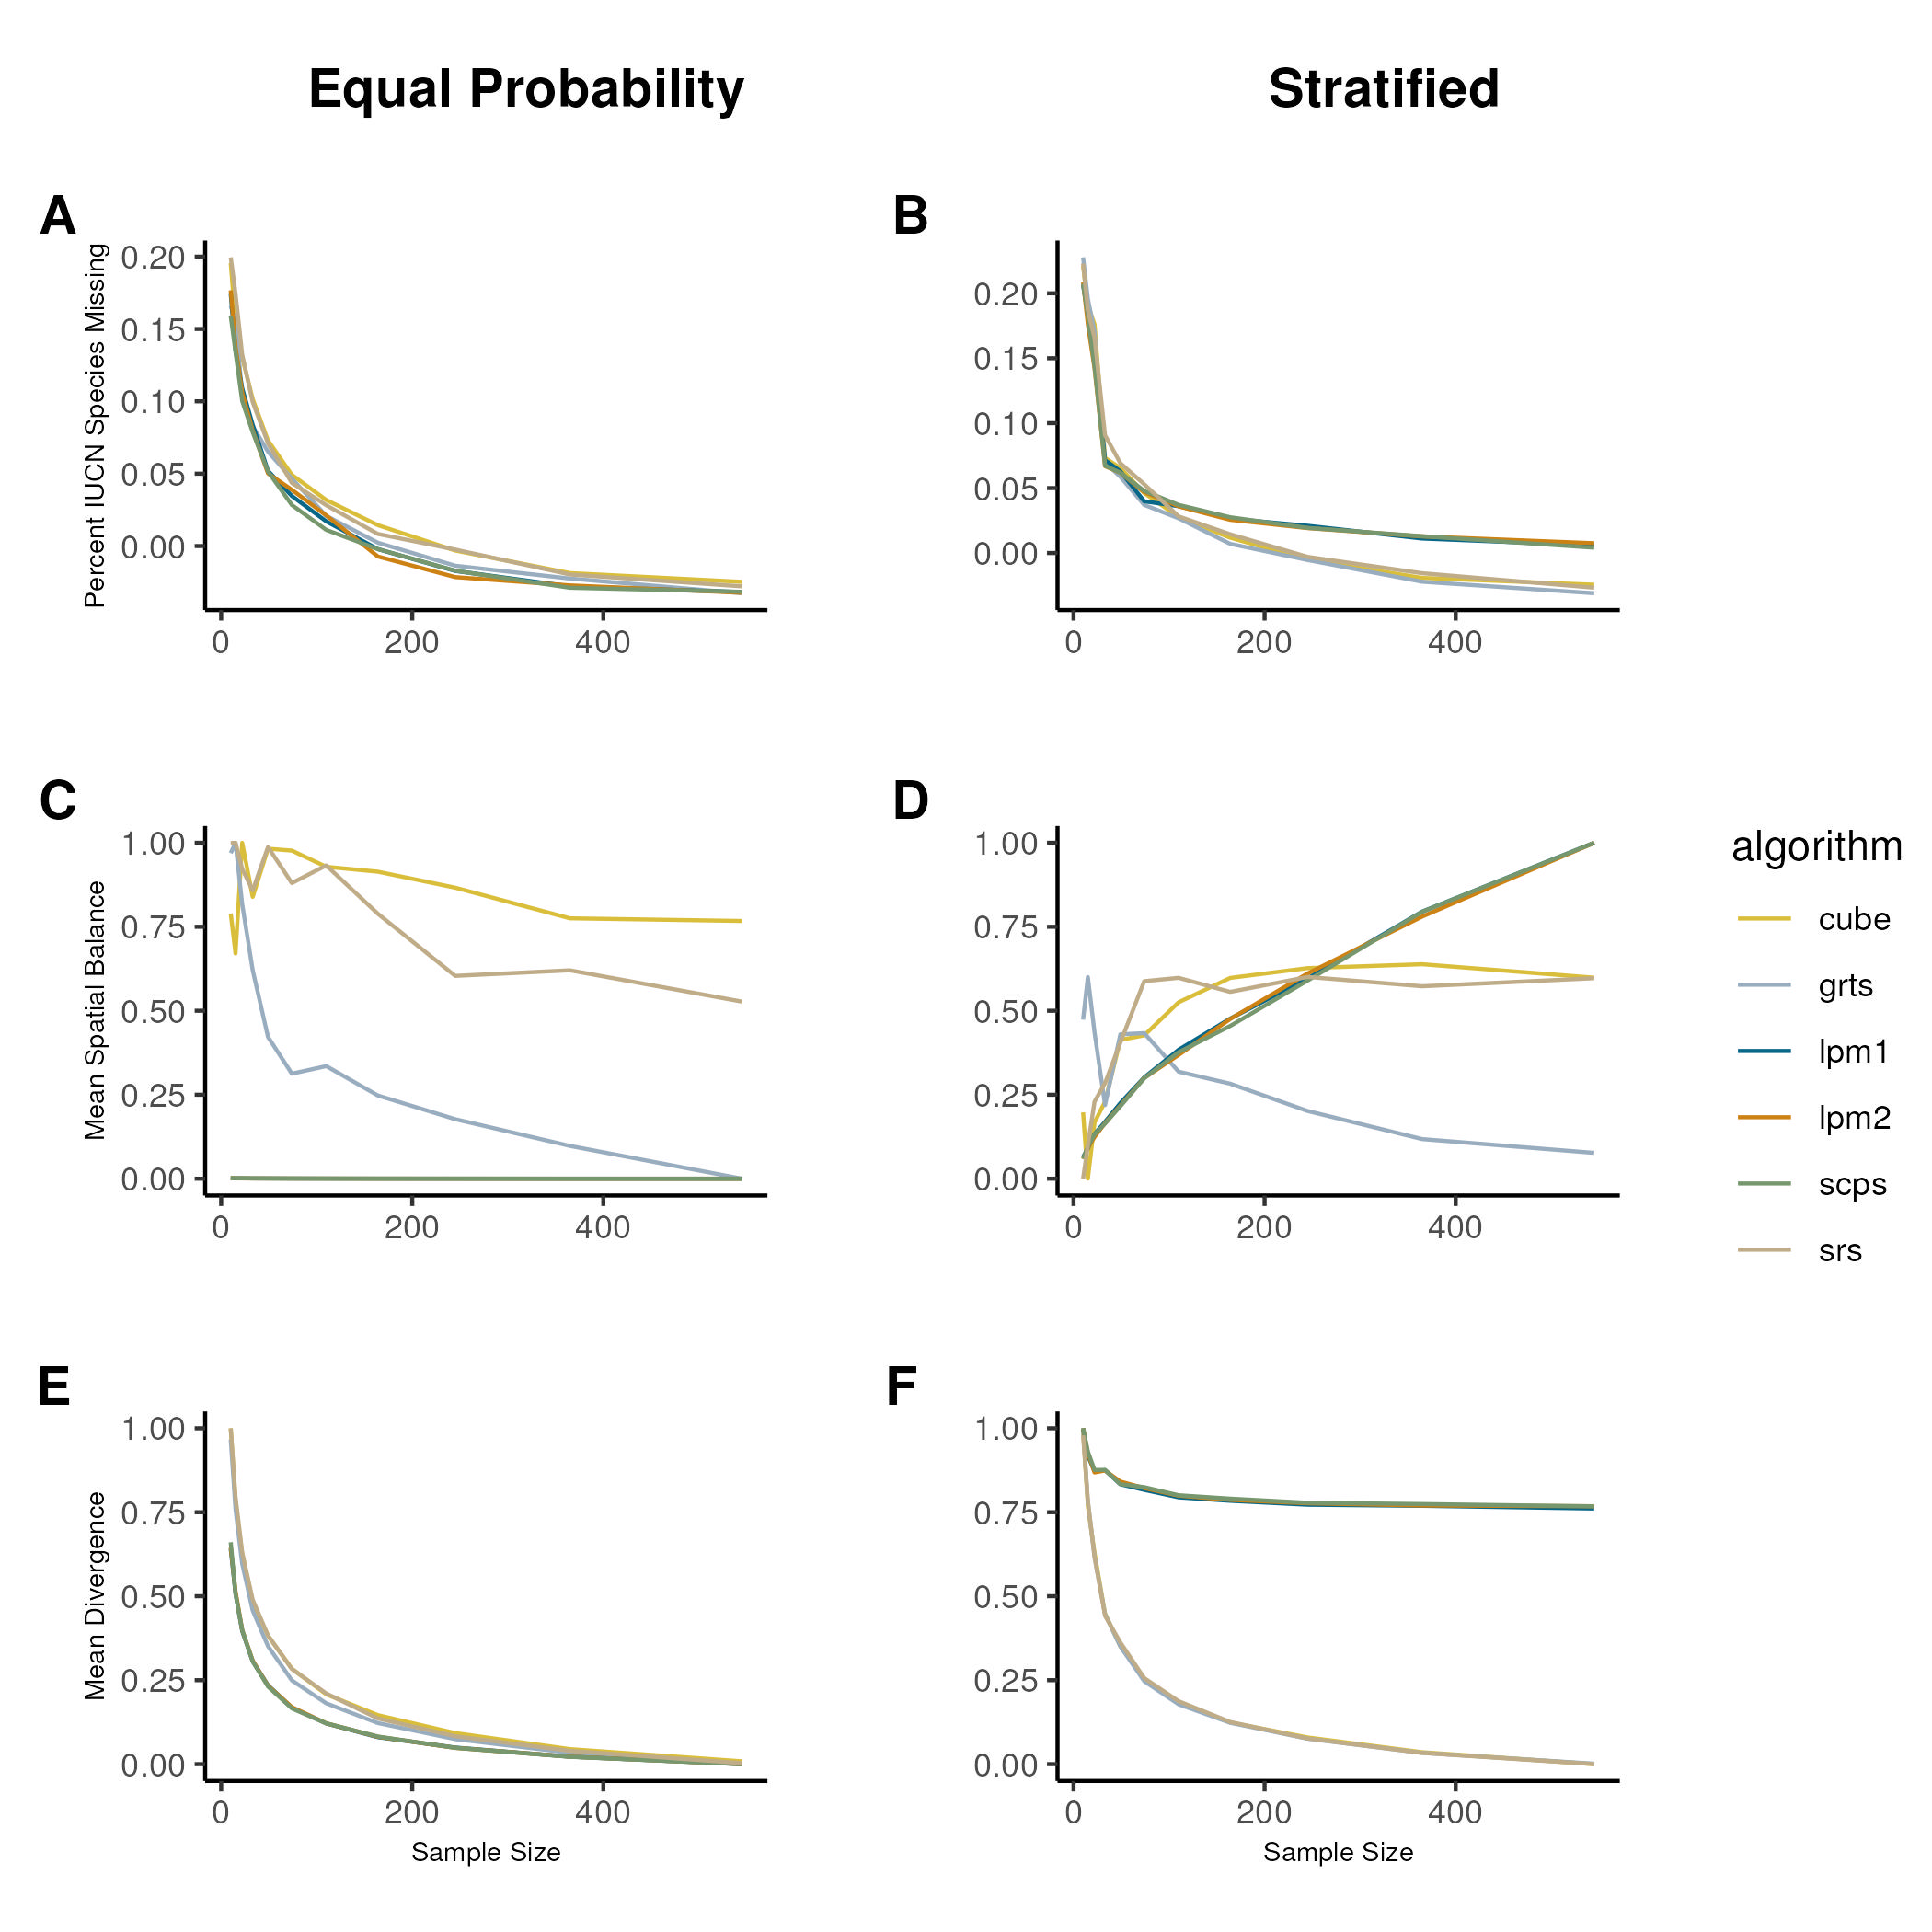 Equal Probability
Stratified
A
Percent IUCN Species Missing
0.20
0.15
0.10
0.05
0.00
0 200 400
B
0.20
0.15
0.10
0.05
0.00
0 200 400
C
Mean Spatial Balance
1.00
0.75
0.50
0.25
0.00
0 200 400
D
1.00
0.75
0.50
0.25
0.00
0 200 400
algorithm
cube
grts
lpm1
lpm2
scps
srs
E
Mean Divergence
1.00
0.75
0.50
0.25
0.00
0 200 400
Sample Size
F
1.00
0.75
0.50
0.25
0.00
0 200 400
Sample Size